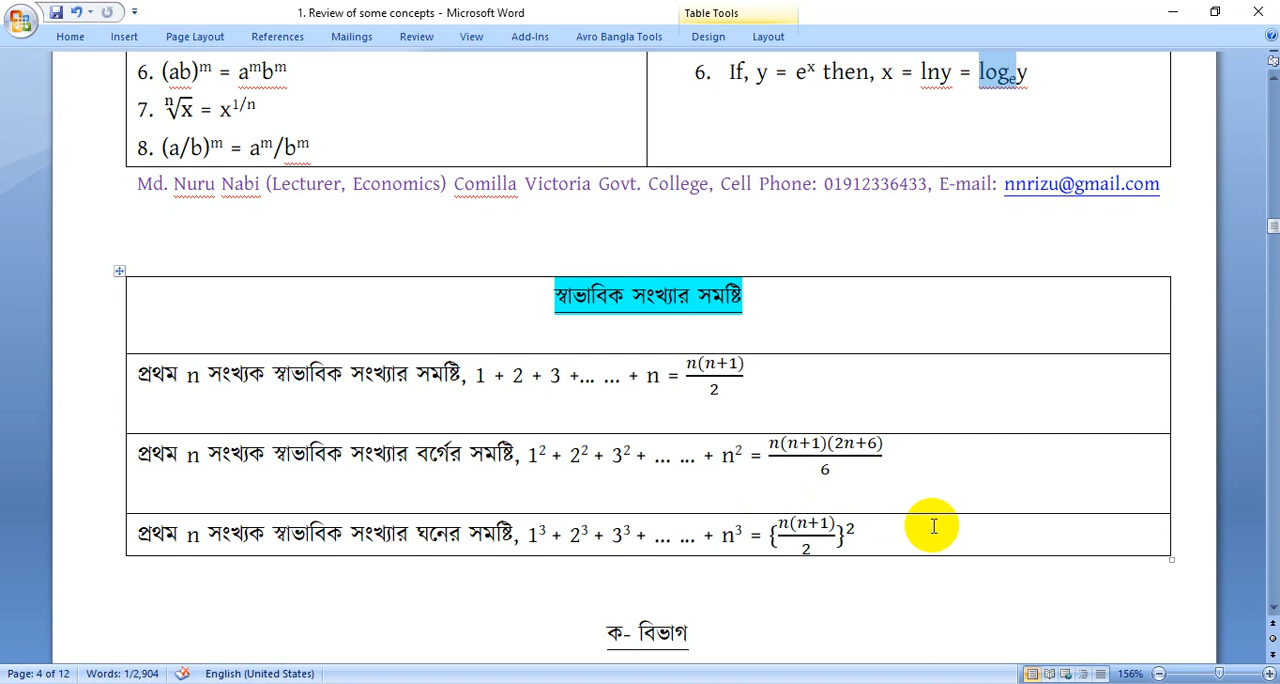 1. Review of some concepts - Microsoft Word
Table Tools
Home Insert Page Layout References Mailings Review View Add-Ins Avro Bangla Tools Design Layout
6. (ab)ᵐ = aᵐbᵐ
7. ⁿ√x = x^1/n
8. (a/b)ᵐ = aᵐ/bᵐ
6. If, y = eˣ then, x = lny = logₑy
Md. Nuru Nabi (Lecturer, Economics) Comilla Victoria Govt. College, Cell Phone: 01912336433, E-mail: nnrizu@gmail.com
স্বাভাবিক সংখ্যার সমষ্টি
প্রথম n সংখ্যক স্বাভাবিক সংখ্যার সমষ্টি, 1 + 2 + 3 +... ... + n = n(n+1)/2
প্রথম n সংখ্যক স্বাভাবিক সংখ্যার বর্গের সমষ্টি, 1² + 2² + 3² + ... ... + n² = n(n+1)(2n+6)/6
প্রথম n সংখ্যক স্বাভাবিক সংখ্যার ঘনের সমষ্টি, 1³ + 2³ + 3³ + ... ... + n³ = {n(n+1)/2}²
ক- বিভাগ
Page: 4 of 12 Words: 1/2,904 English (United States) 156%